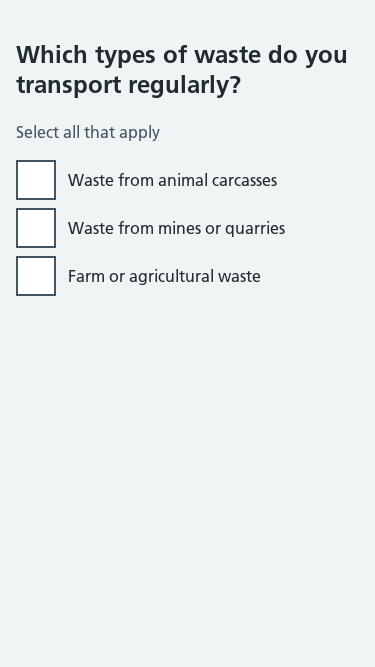 Which types of waste do you
transport regularly?
Select all that apply
Waste from animal carcasses
Waste from mines or quarries
Farm or agricultural waste